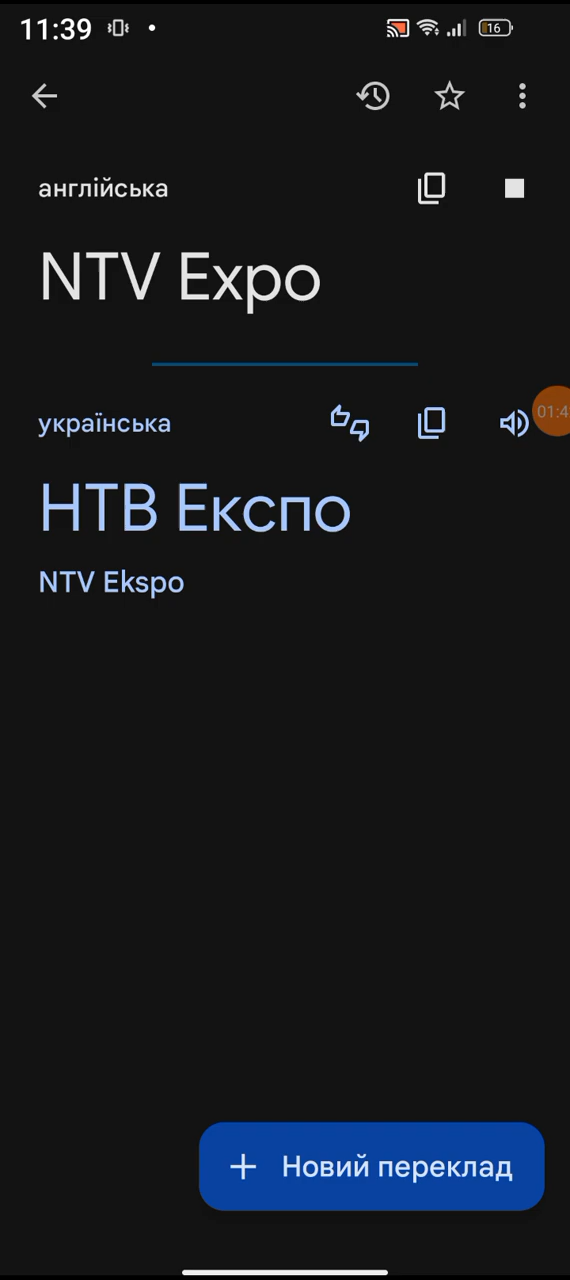 11:39
16
англійська
NTV Expo
українська
01:4
НТВ Експо
NTV Ekspo
Новий переклад